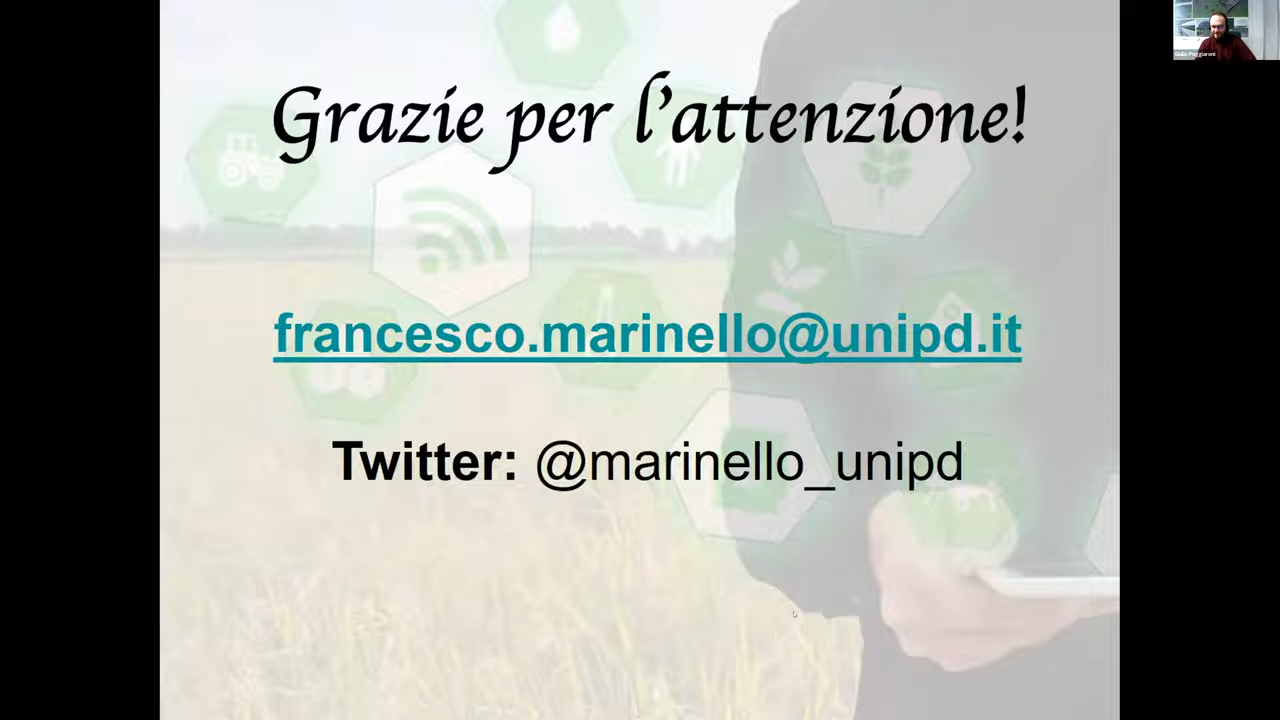 Grazie per l'attenzione!
francesco.marinello@unipd.it
Twitter: @marinello_unipd